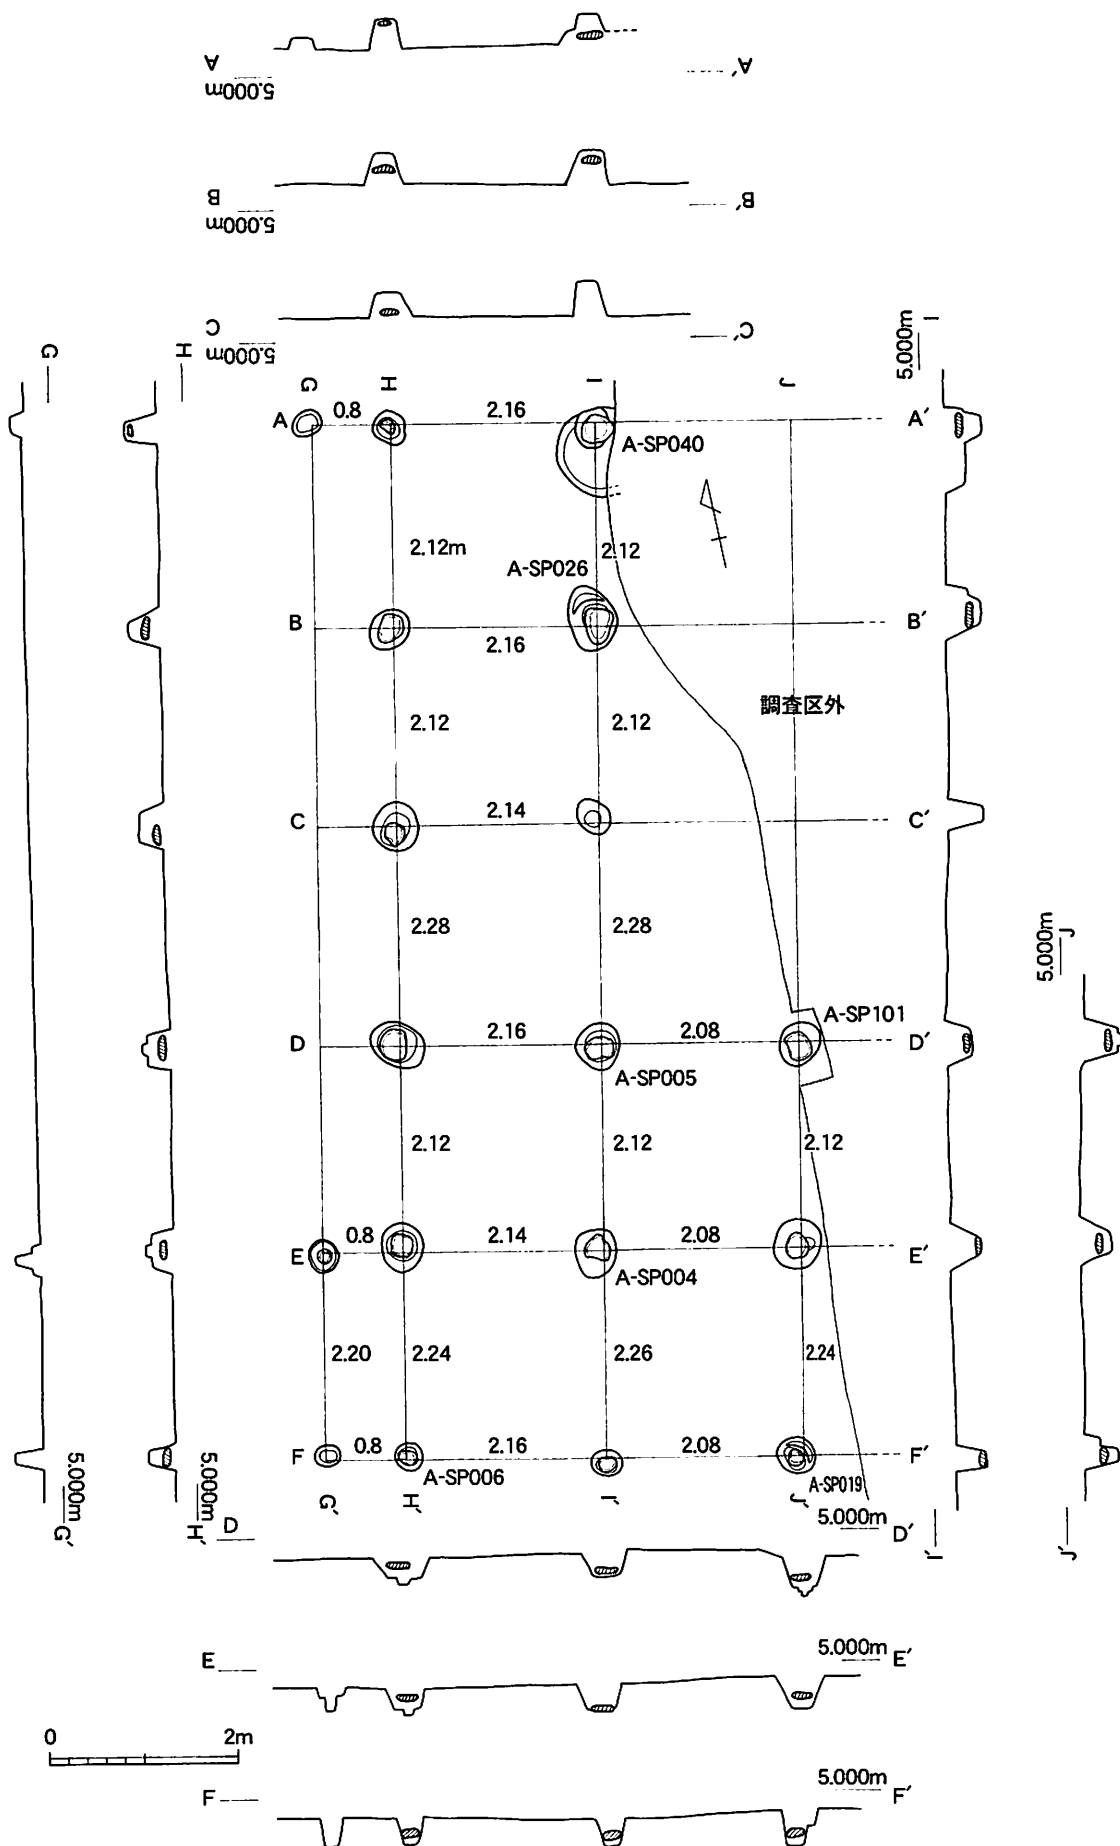 A
5.000m
A'
B
5.000m
B'
C
5.000m
C'
G
H
I
5.000m
G
H
I
J
A
0.8
2.16
A'
A-SP040
2.12m
2.12
A-SP026
B
B'
2.16
調査区外
2.12
2.12
C
2.14
C'
2.28
2.28
J
5.000m
A-SP101
D
2.16
2.08
D'
A-SP005
2.12
2.12
2.12
E
0.8
2.14
2.08
E'
A-SP004
2.20
2.24
2.26
2.24
F
0.8
2.16
2.08
F'
A-SP006
A-SP019
G'
H'
I'
J'
5.000m
G'
5.000m
H'
I'
J'
D
5.000m
D'
E
5.000m
E'
0
2m
F
5.000m
F'